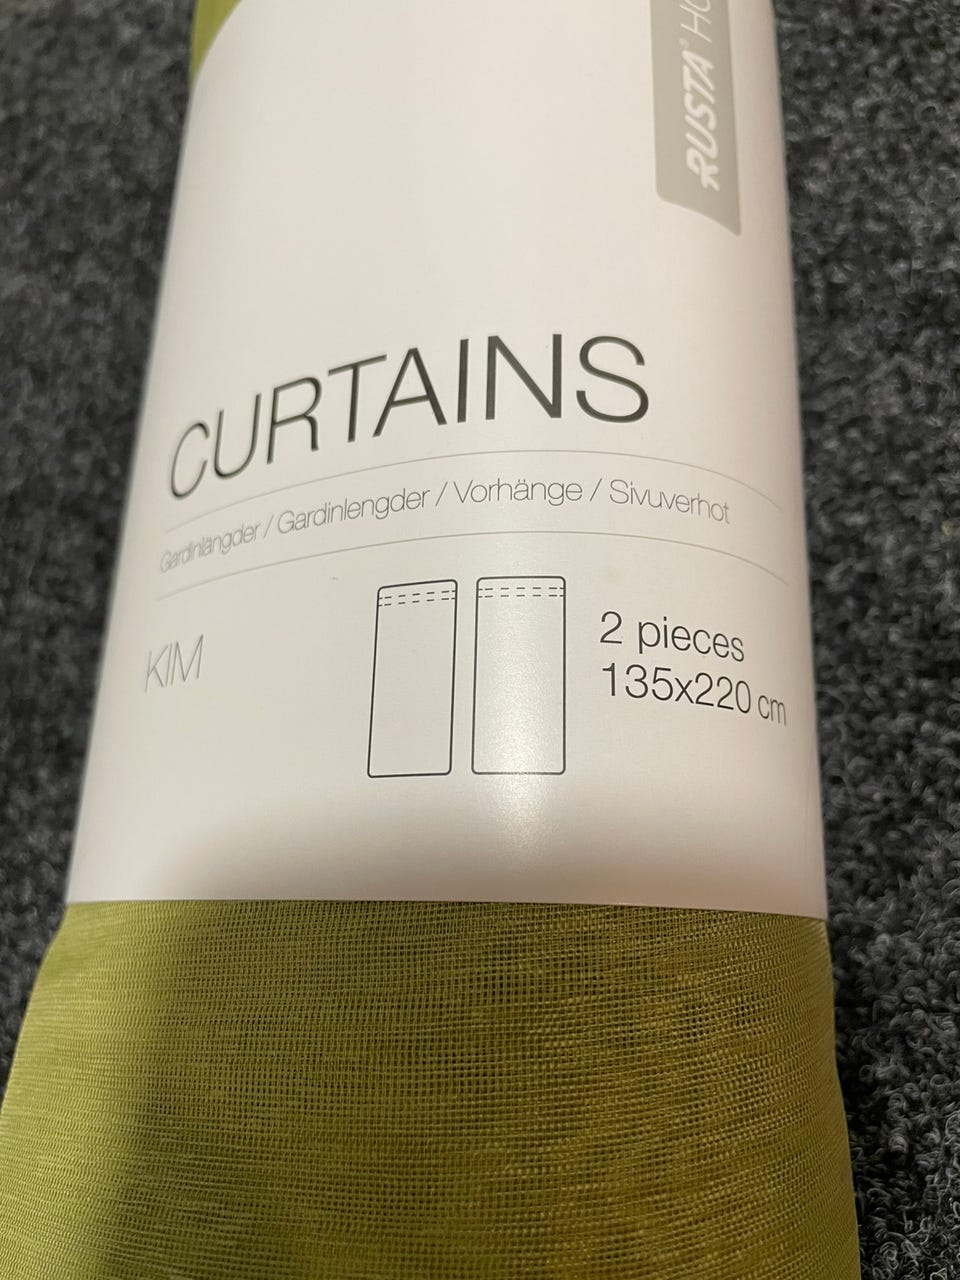 RUSTA®
CURTAINS
Gardinlängder / Gardinlengder / Vorhänge / Sivuverhot
KIM
2 pieces
135x220 cm